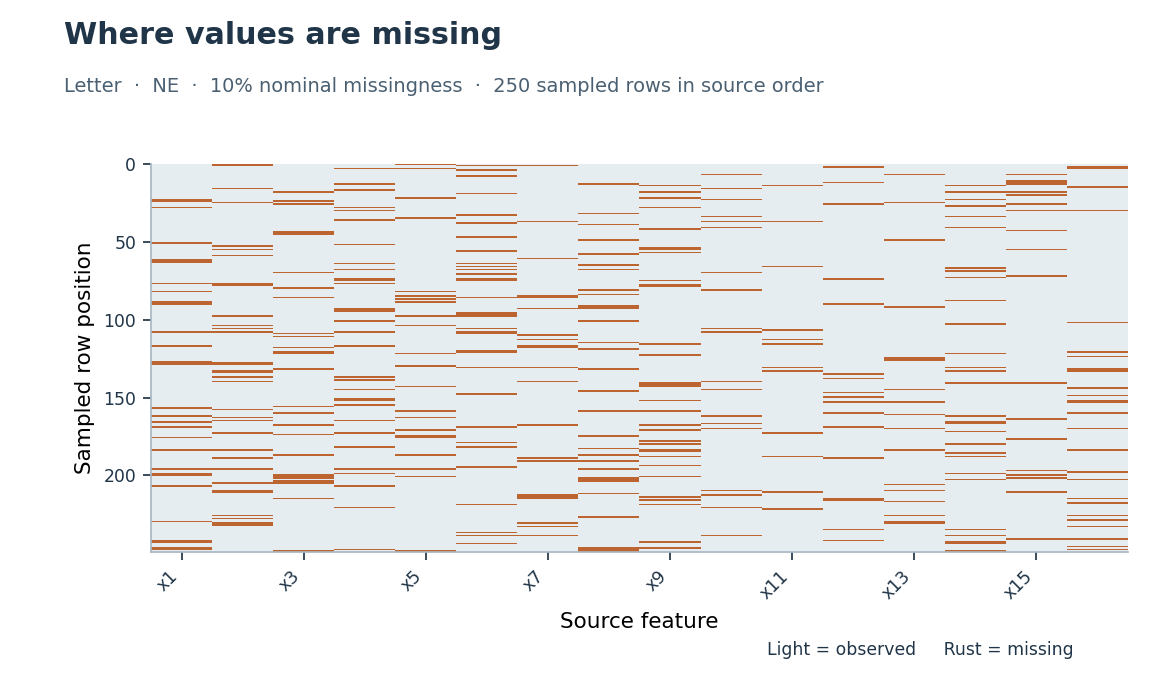 Where values are missing
Letter · NE · 10% nominal missingness · 250 sampled rows in source order
0
50
100
150
200
Sampled row position
x1
x3
x5
x7
x9
x11
x13
x15
Source feature
Light = observed Rust = missing